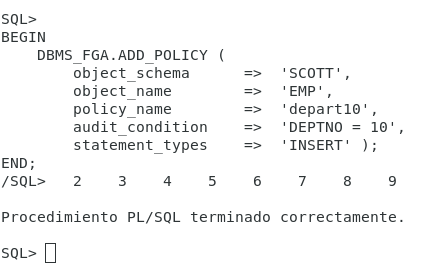 SQL>
BEGIN
    DBMS_FGA.ADD_POLICY (
        object_schema      =>  'SCOTT',
        object_name        =>  'EMP',
        policy_name        =>  'depart10',
        audit_condition    =>  'DEPTNO = 10',
        statement_types    =>  'INSERT' );
END;
/SQL>   2    3    4    5    6    7    8    9
Procedimiento PL/SQL terminado correctamente.
SQL>